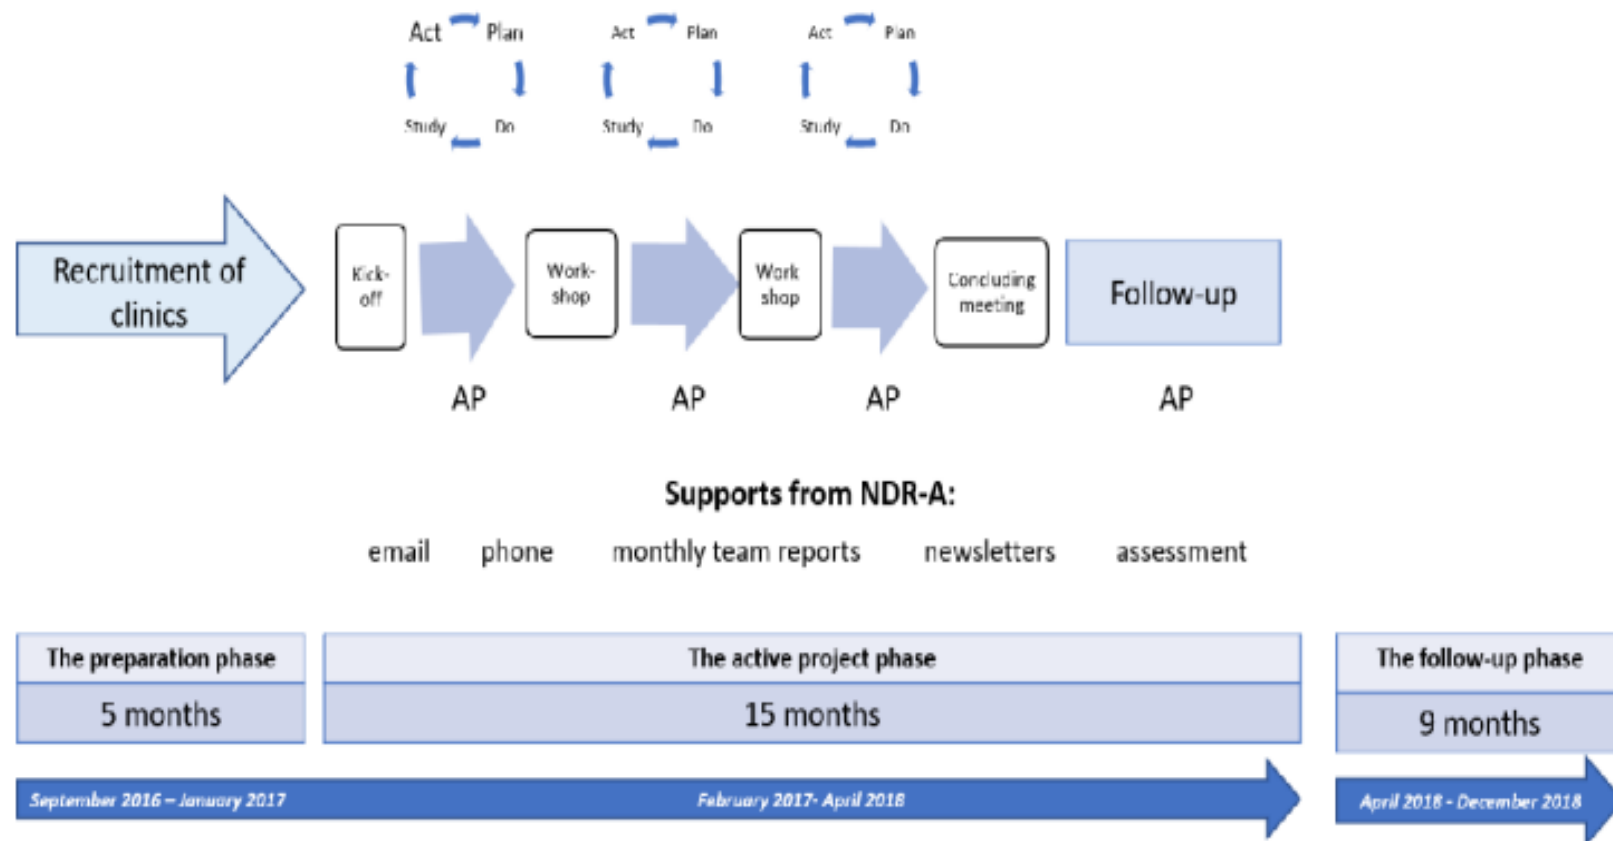 Act Plan
Study Do
Act Plan
Study Do
Act Plan
Study Do
Recruitment of
clinics
Kick-
off
Work-
shop
Work
shop
Concluding
meeting
Follow-up
AP
AP
AP
AP
Supports from NDR-A:
email phone monthly team reports newsletters assessment
The preparation phase
5 months
The active project phase
15 months
The follow-up phase
9 months
September 2016 – January 2017
February 2017- April 2018
April 2018 - December 2018